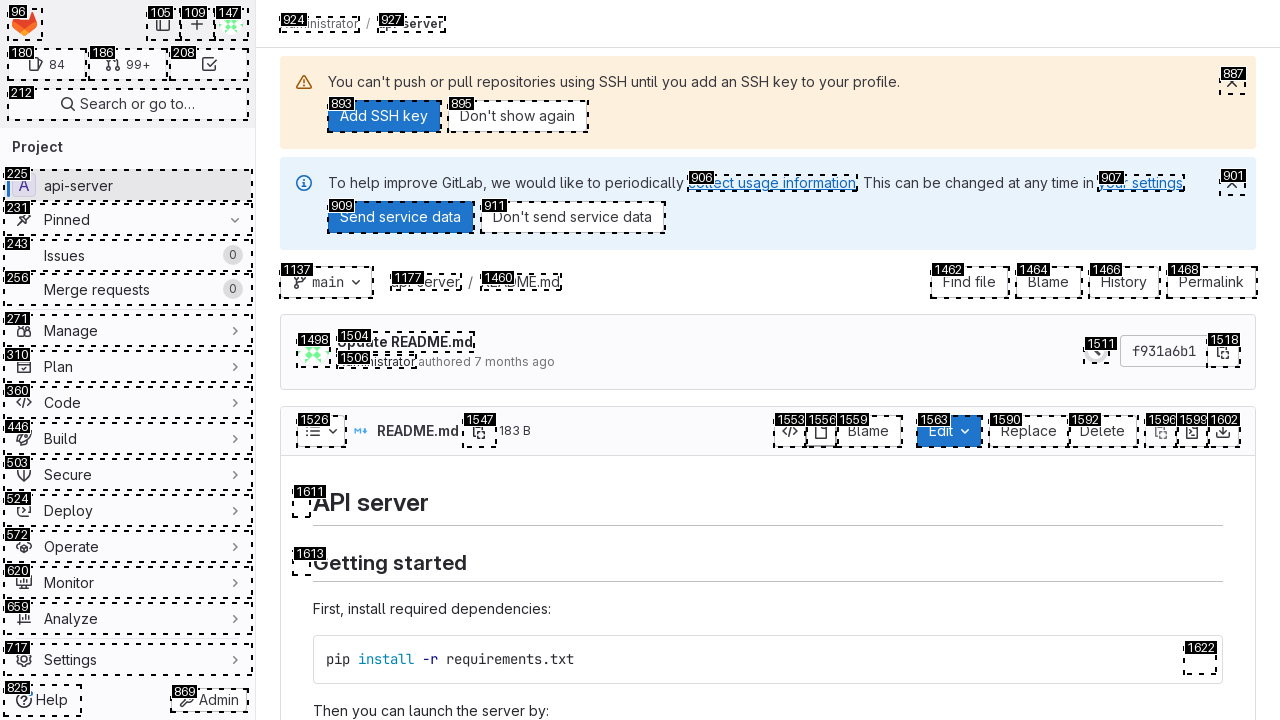 96
105
109
147
180
84
186
99+
208
212
Search or go to…
Project
225
A
api-server
231
Pinned
243
Issues
0
256
Merge requests
0
271
Manage
310
Plan
360
Code
446
Build
503
Secure
524
Deploy
572
Operate
620
Monitor
659
Analyze
717
Settings
825
Help
869
Admin
924
Administrator
/
927
api-server
You can't push or pull repositories using SSH until you add an SSH key to your profile.
887
893
Add SSH key
895
Don't show again
To help improve GitLab, we would like to periodically
906
collect usage information
. This can be changed at any time in
907
your settings
.
901
909
Send service data
911
Don't send service data
1137
main
1177
api-server
/
1460
README.md
1462
Find file
1464
Blame
1466
History
1468
Permalink
1498
1504
Update README.md
1506
Administrator authored 7 months ago
1511
f931a6b1
1518
1526
README.md
1547
183 B
1553
1556
1559
Blame
1563
Edit
1590
Replace
1592
Delete
1596
1599
1602
1611
API server
1613
Getting started
First, install required dependencies:
pip install -r requirements.txt
1622
Then you can launch the server by: